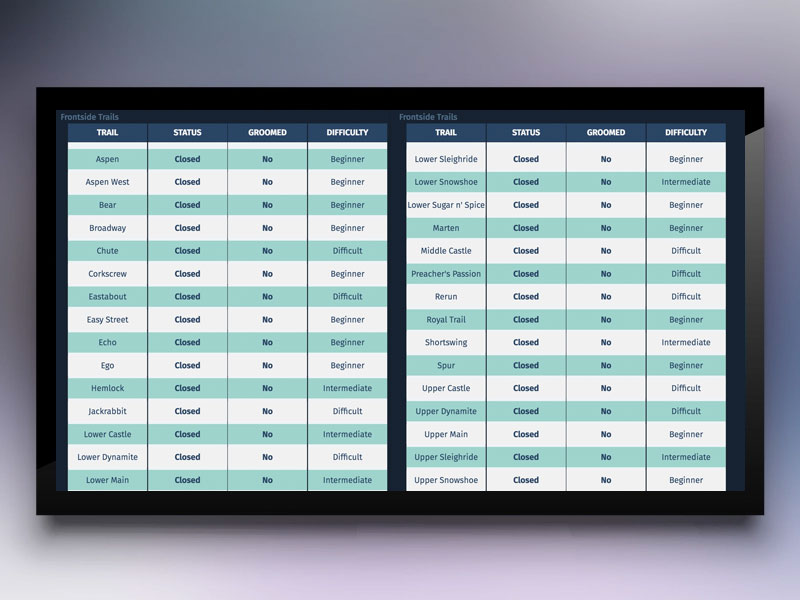 Frontside Trails
TRAIL STATUS GROOMED DIFFICULTY
Aspen Closed No Beginner
Aspen West Closed No Beginner
Bear Closed No Beginner
Broadway Closed No Beginner
Chute Closed No Difficult
Corkscrew Closed No Beginner
Eastabout Closed No Difficult
Easy Street Closed No Beginner
Echo Closed No Beginner
Ego Closed No Beginner
Hemlock Closed No Intermediate
Jackrabbit Closed No Difficult
Lower Castle Closed No Intermediate
Lower Dynamite Closed No Difficult
Lower Main Closed No Intermediate
Frontside Trails
TRAIL STATUS GROOMED DIFFICULTY
Lower Sleighride Closed No Beginner
Lower Snowshoe Closed No Intermediate
Lower Sugar n' Spice Closed No Beginner
Marten Closed No Beginner
Middle Castle Closed No Difficult
Preacher's Passion Closed No Difficult
Rerun Closed No Difficult
Royal Trail Closed No Beginner
Shortswing Closed No Intermediate
Spur Closed No Beginner
Upper Castle Closed No Difficult
Upper Dynamite Closed No Difficult
Upper Main Closed No Beginner
Upper Sleighride Closed No Intermediate
Upper Snowshoe Closed No Beginner